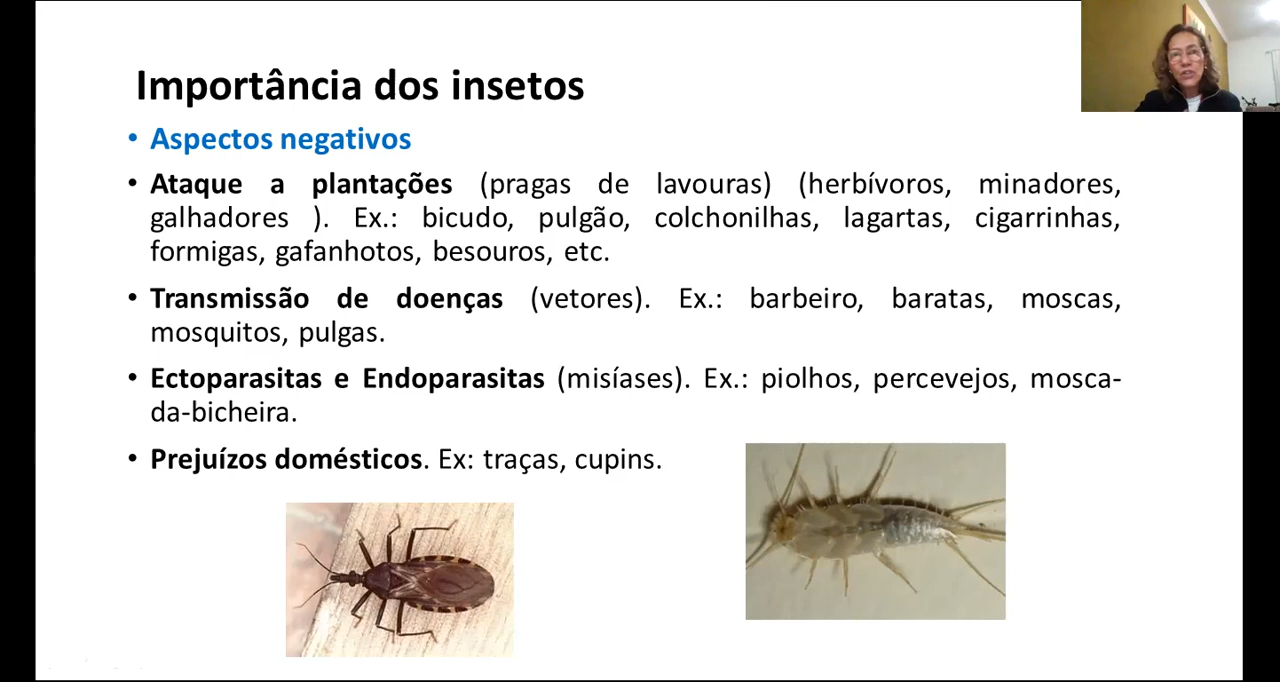 Importância dos insetos
• Aspectos negativos
• Ataque a plantações (pragas de lavouras) (herbívoros, minadores,
galhadores ). Ex.: bicudo, pulgão, colchonilhas, lagartas, cigarrinhas,
formigas, gafanhotos, besouros, etc.
• Transmissão de doenças (vetores). Ex.: barbeiro, baratas, moscas,
mosquitos, pulgas.
• Ectoparasitas e Endoparasitas (misíases). Ex.: piolhos, percevejos, mosca-
da-bicheira.
• Prejuízos domésticos. Ex: traças, cupins.